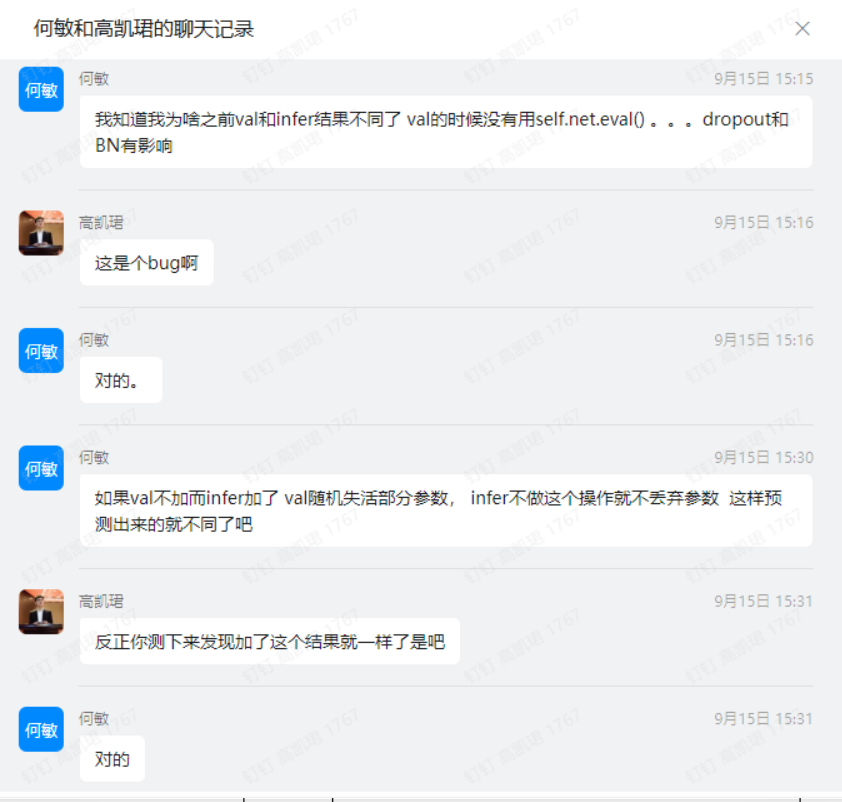 何敏和高凯珺的聊天记录
何敏
何敏
9月15日 15:15
我知道我为啥之前val和infer结果不同了 val的时候没有用self.net.eval() 。。。dropout和
BN有影响
高凯珺
9月15日 15:16
这是个bug啊
何敏
何敏
9月15日 15:16
对的。
何敏
何敏
9月15日 15:30
如果val不加而infer加了 val随机失活部分参数， infer不做这个操作就不丢弃参数 这样预
测出来的就不同了吧
高凯珺
9月15日 15:31
反正你测下来发现加了这个结果就一样了是吧
何敏
何敏
9月15日 15:31
对的
钉钉 高凯珺 1767